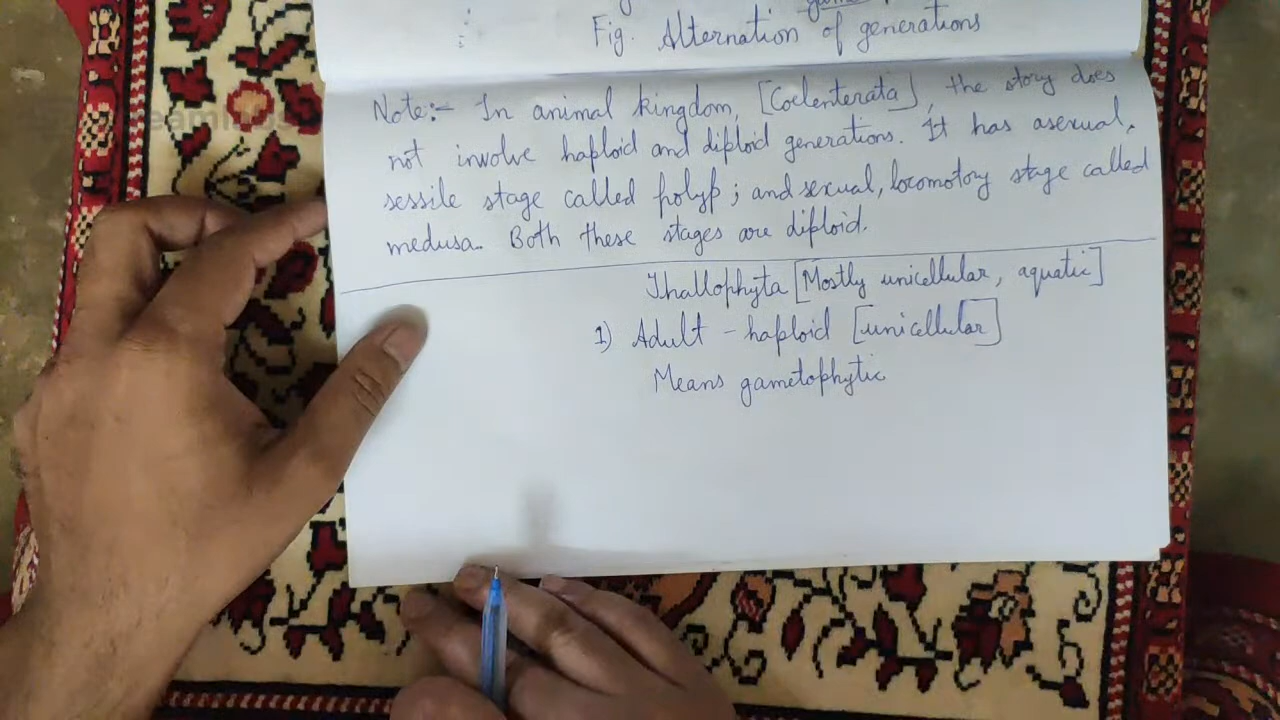 Fig. Alternation of generations
Note:- In animal kingdom, [Coelenterata], the story does
not involve haploid and diploid generations. It has asexual,
sessile stage called polyp; and sexual, locomotory stage called
medusa. Both these stages are diploid.
Thallophyta [Mostly unicellular, aquatic]
1) Adult - haploid [unicellular]
Means gametophytic